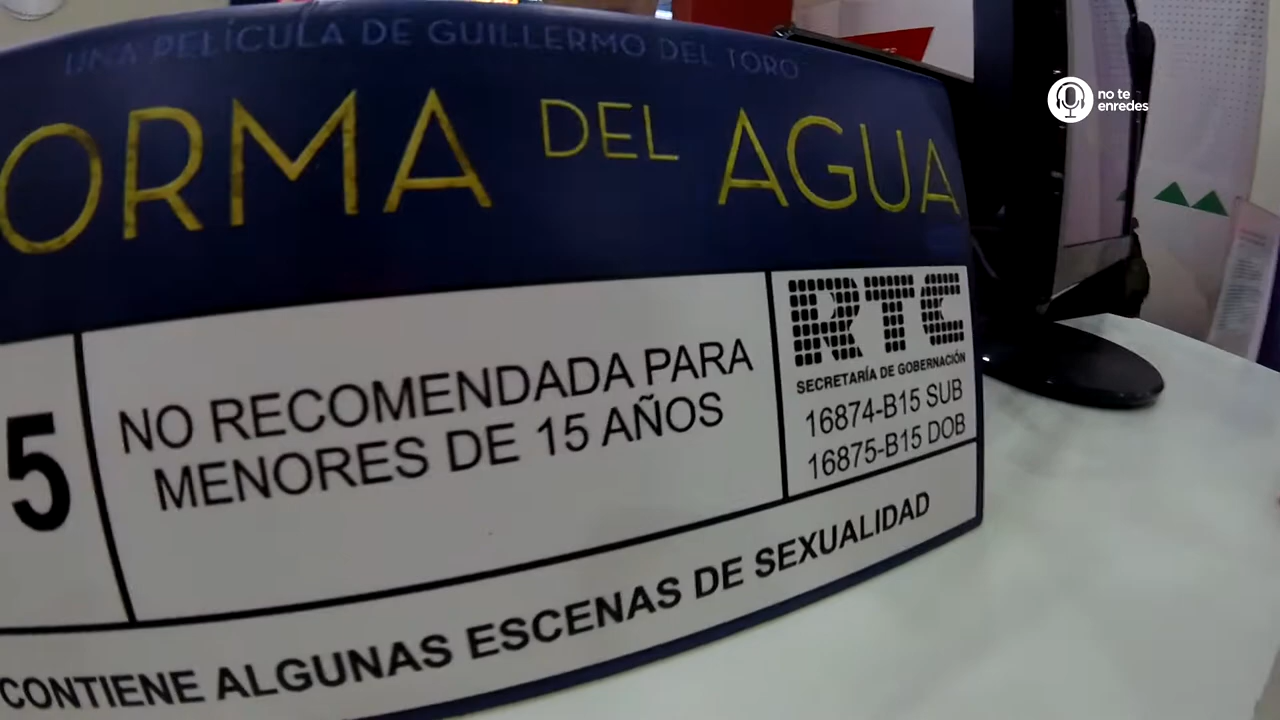 UNA PELÍCULA DE GUILLERMO DEL TORO
ORMA DEL AGUA
5
NO RECOMENDADA PARA
MENORES DE 15 AÑOS
RTC
SECRETARÍA DE GOBERNACIÓN
16874-B15 SUB
16875-B15 DOB
CONTIENE ALGUNAS ESCENAS DE SEXUALIDAD
no te
enredes